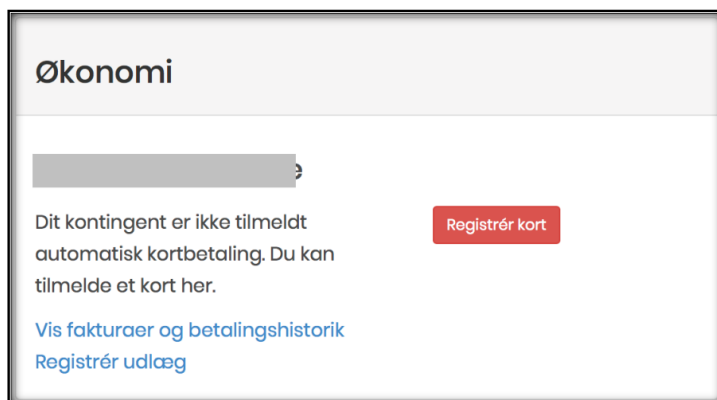 Økonomi
Dit kontingent er ikke tilmeldt
automatisk kortbetaling. Du kan
tilmelde et kort her.
Registrér kort
Vis fakturaer og betalingshistorik
Registrér udlæg